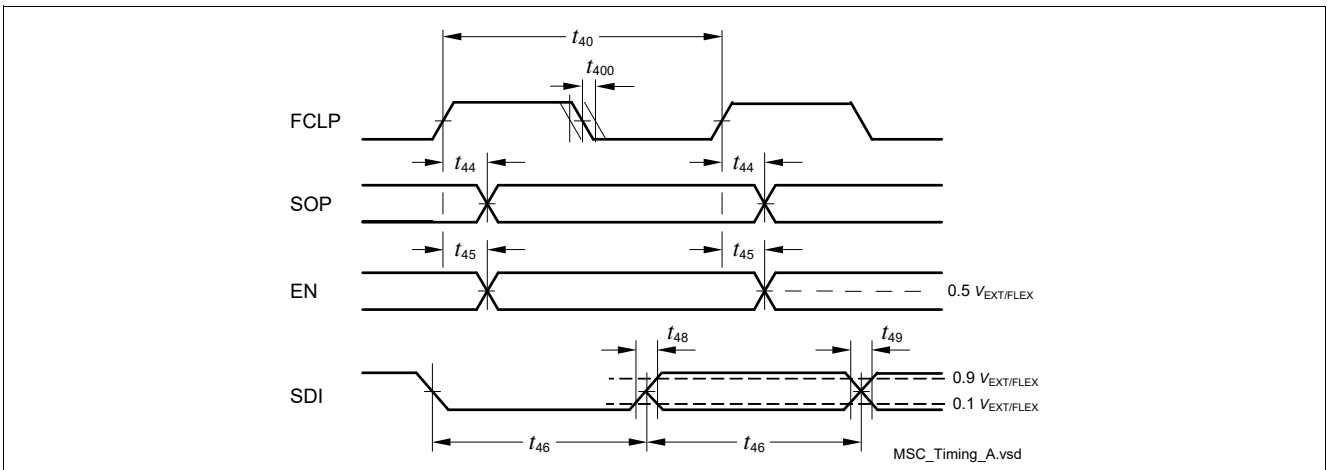 t40
t400
FCLP
t44 t44
SOP
t45 t45
EN
0.5 VEXT/FLEX
t48 t49
SDI
0.9 VEXT/FLEX
0.1 VEXT/FLEX
t46 t46
MSC_Timing_A.vsd